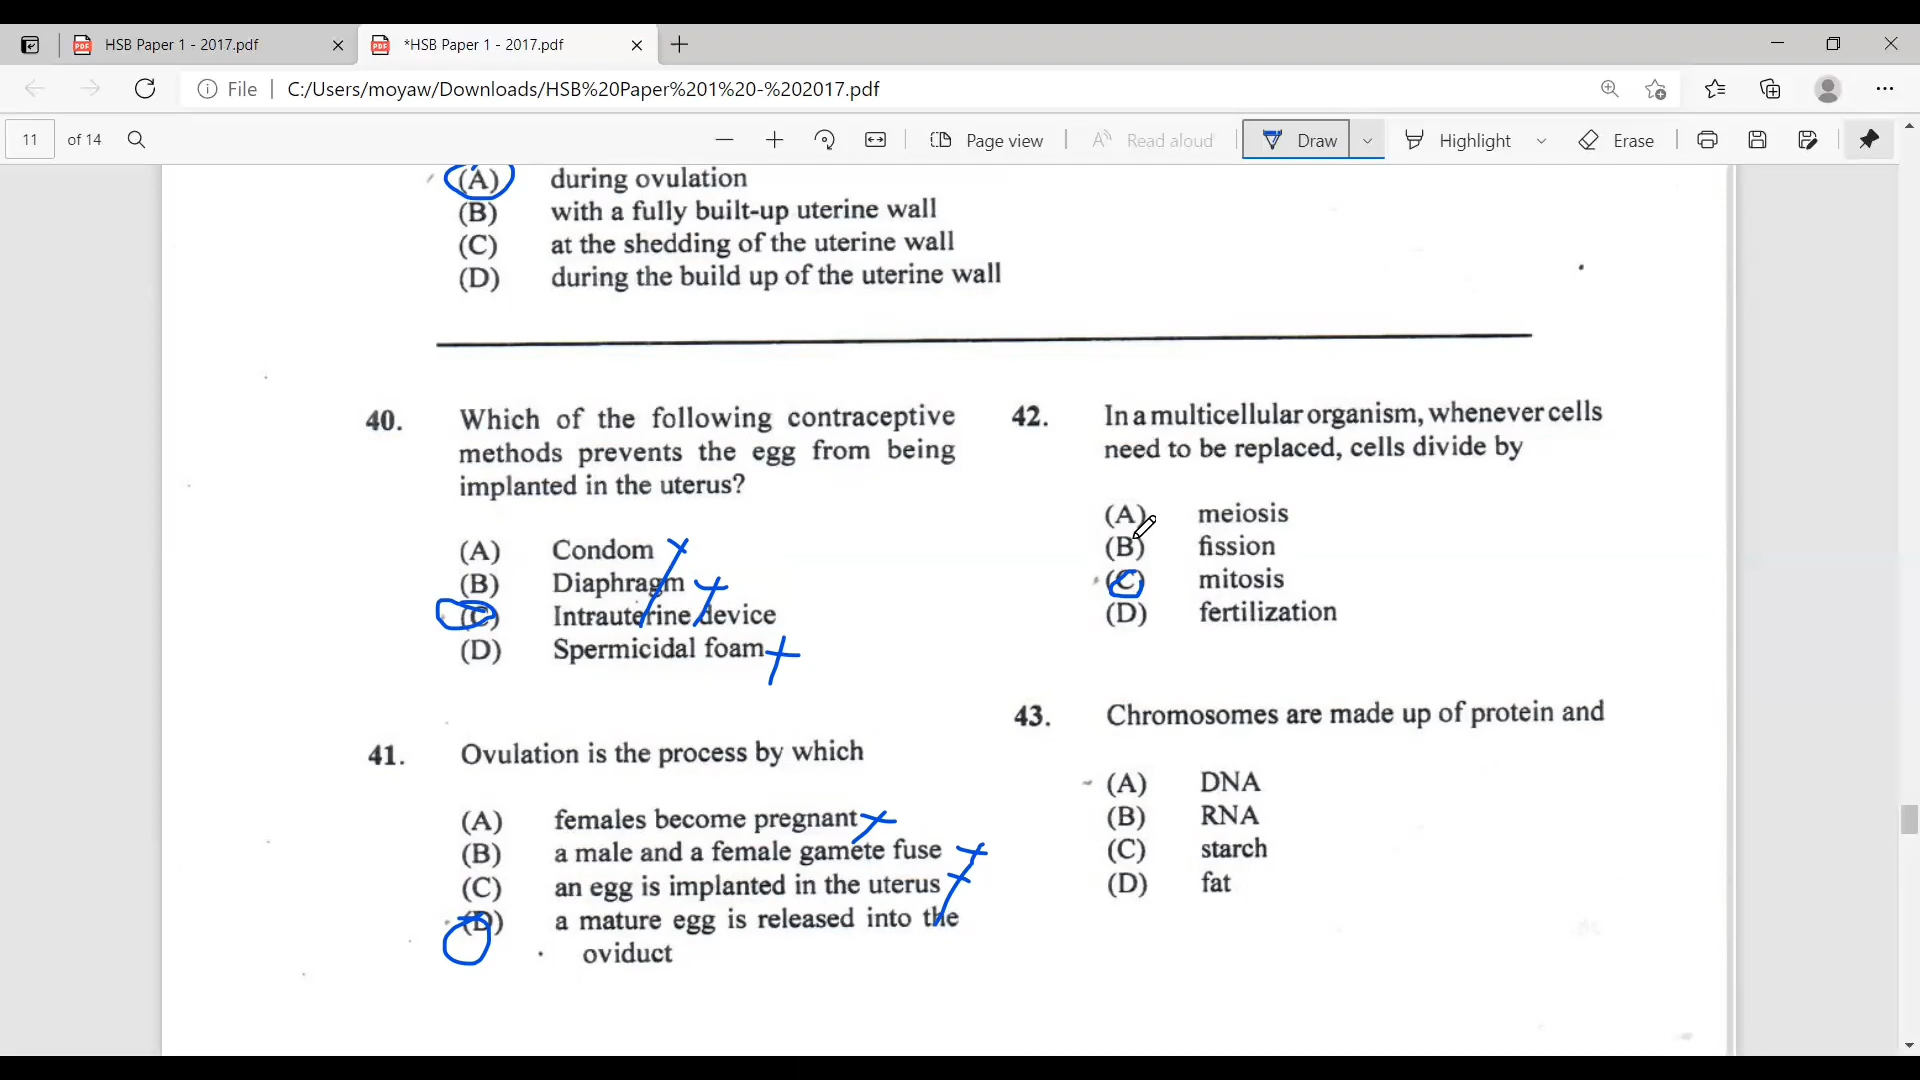 HSB Paper 1 - 2017.pdf
*HSB Paper 1 - 2017.pdf
File
C:/Users/moyaw/Downloads/HSB%20Paper%201%20-%202017.pdf
11 of 14
Page view
Read aloud
Draw
Highlight
Erase
(A) during ovulation
(B) with a fully built-up uterine wall
(C) at the shedding of the uterine wall
(D) during the build up of the uterine wall
40. Which of the following contraceptive
methods prevents the egg from being
implanted in the uterus?
(A) Condom
(B) Diaphragm
(C) Intrauterine device
(D) Spermicidal foam
41. Ovulation is the process by which
(A) females become pregnant
(B) a male and a female gamete fuse
(C) an egg is implanted in the uterus
(D) a mature egg is released into the
oviduct
42. In a multicellular organism, whenever cells
need to be replaced, cells divide by
(A) meiosis
(B) fission
(C) mitosis
(D) fertilization
43. Chromosomes are made up of protein and
(A) DNA
(B) RNA
(C) starch
(D) fat